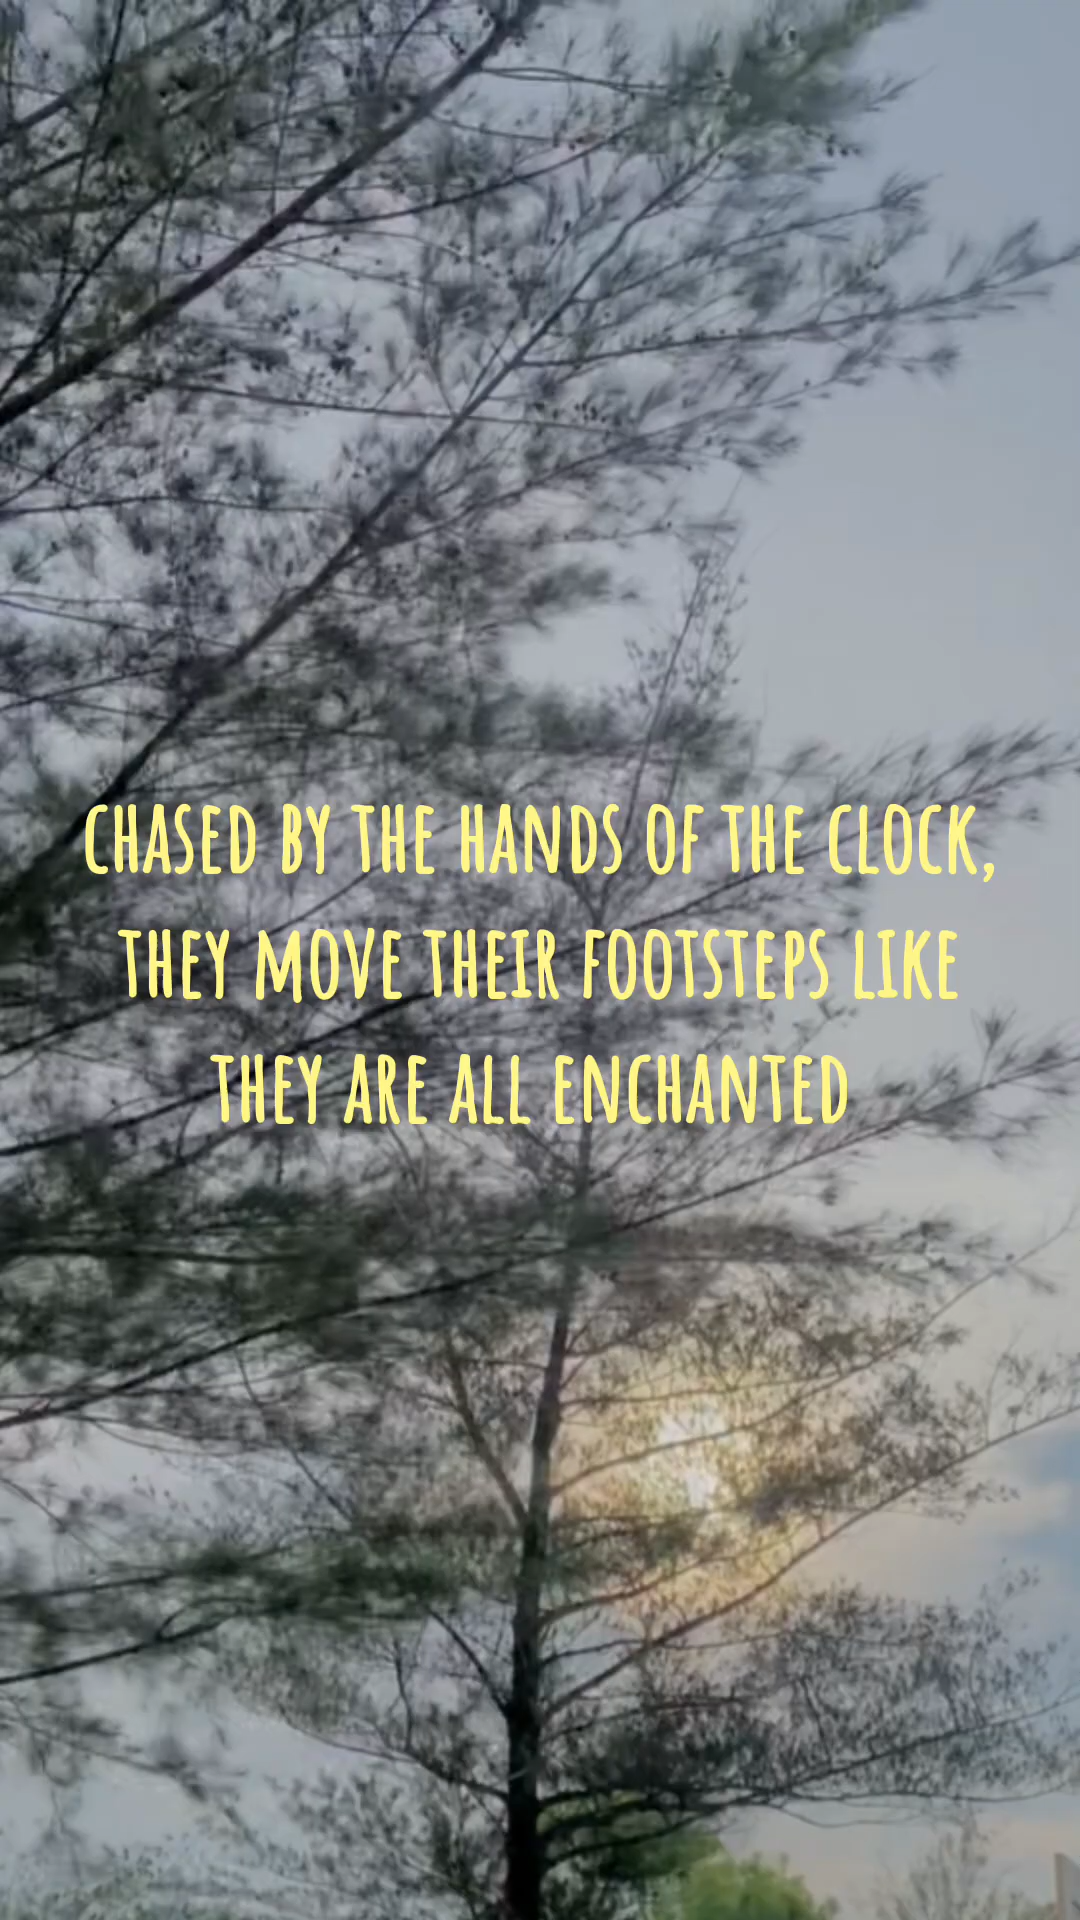 CHASED BY THE HANDS OF THE CLOCK,
THEY MOVE THEIR FOOTSTEPS LIKE
THEY ARE ALL ENCHANTED